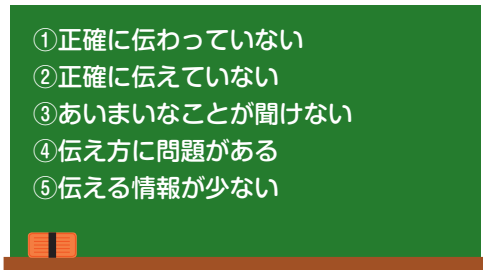 ①正確に伝わっていない
②正確に伝えていない
③あいまいなことが聞けない
④伝え方に問題がある
⑤伝える情報が少ない